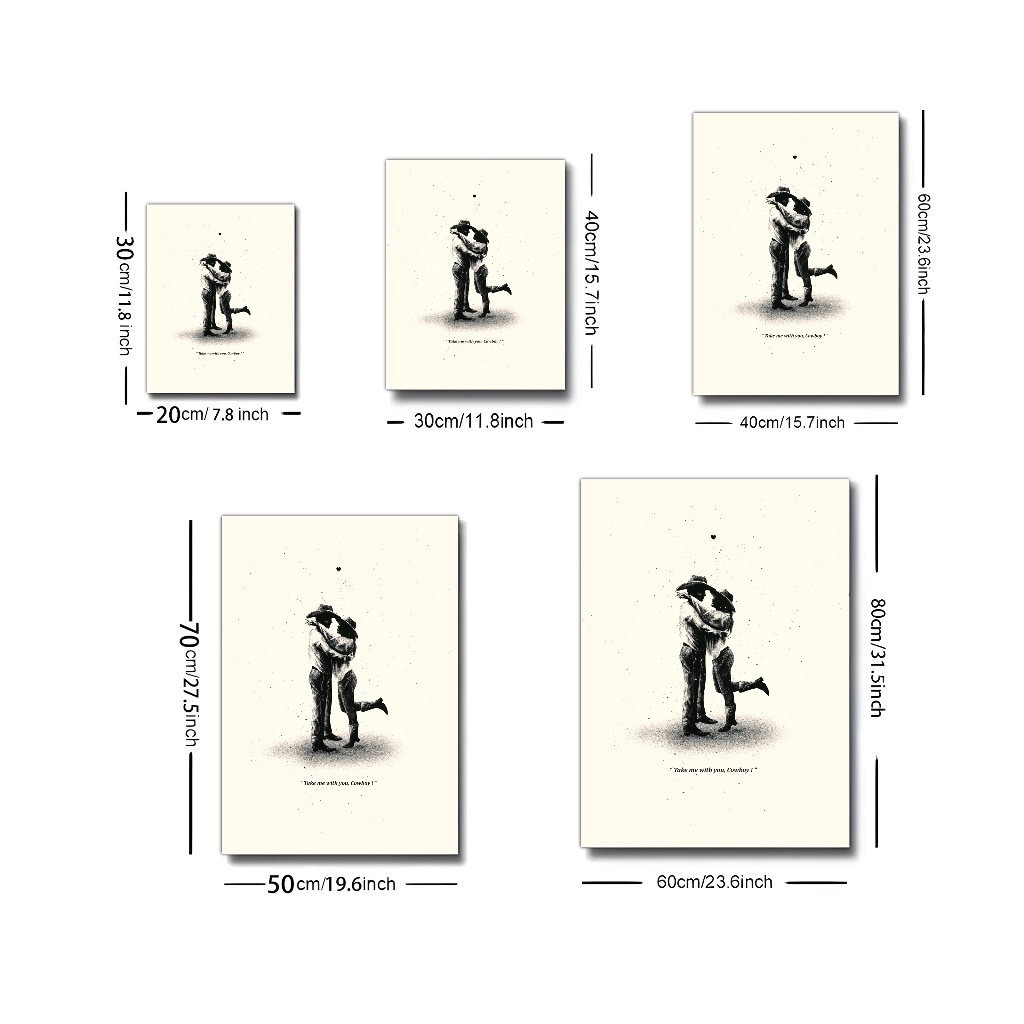 30cm/11.8 inch
" Take me with you, Cowboy ! "
20cm/ 7.8 inch
40cm/15.7inch
" Take me with you, Cowboy ! "
30cm/11.8inch
60cm/23.6inch
" Take me with you, Cowboy ! "
40cm/15.7inch
70cm/27.5inch
" Take me with you, Cowboy ! "
50cm/19.6inch
80cm/31.5inch
" Take me with you, Cowboy ! "
60cm/23.6inch